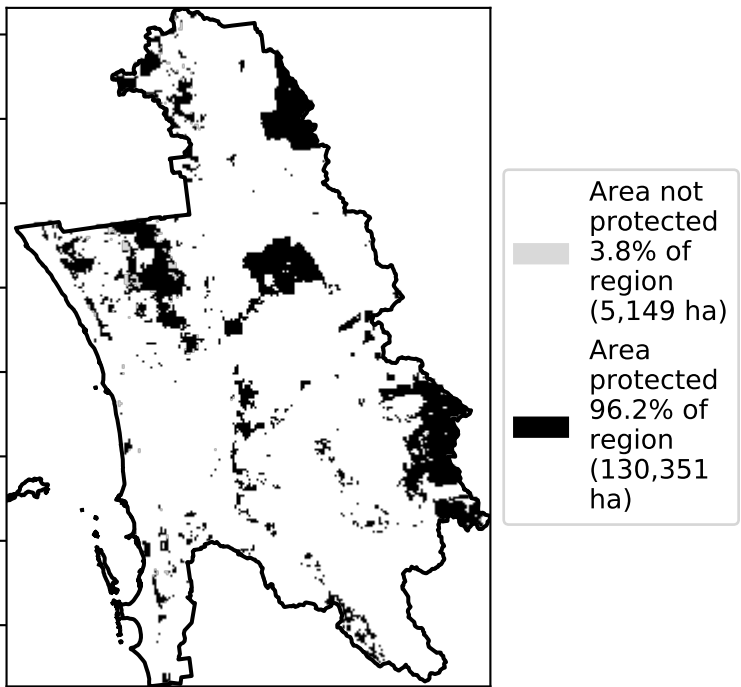 Area not
protected
3.8% of
region
(5,149 ha)
Area
protected
96.2% of
region
(130,351
ha)